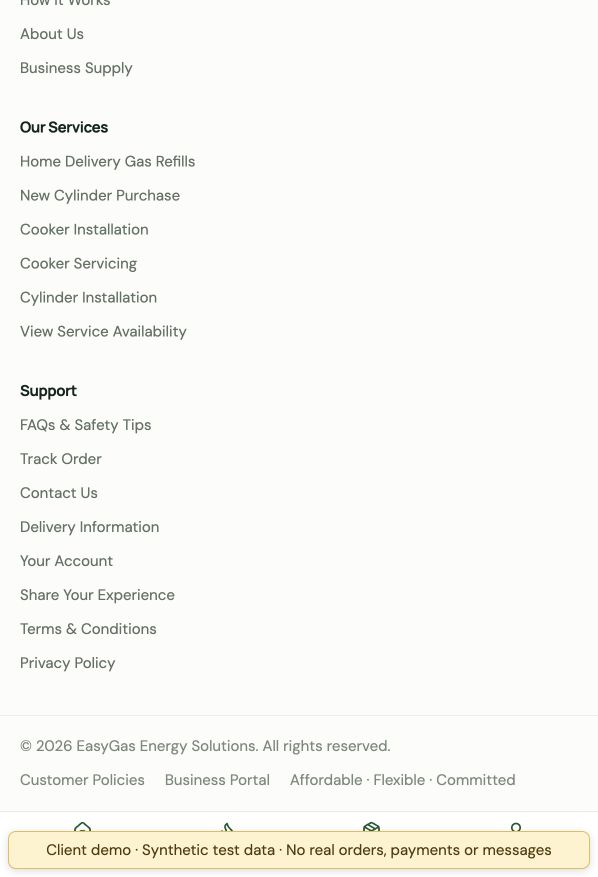 How It Works
About Us
Business Supply
Our Services
Home Delivery Gas Refills
New Cylinder Purchase
Cooker Installation
Cooker Servicing
Cylinder Installation
View Service Availability
Support
FAQs & Safety Tips
Track Order
Contact Us
Delivery Information
Your Account
Share Your Experience
Terms & Conditions
Privacy Policy
© 2026 EasyGas Energy Solutions. All rights reserved.
Customer Policies Business Portal Affordable · Flexible · Committed
Client demo · Synthetic test data · No real orders, payments or messages